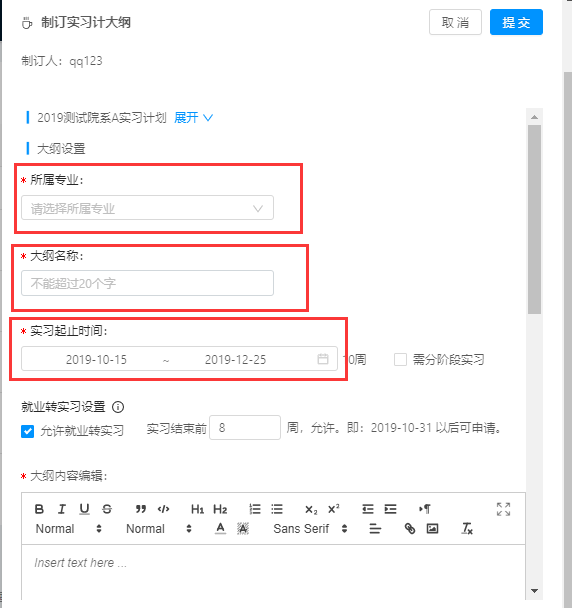 制订实习计大纲 取 消 提 交
制订人：qq123
2019测试院系A实习计划 展开
大纲设置
* 所属专业：
请选择所属专业
* 大纲名称：
不能超过20个字
* 实习起止时间：
2019-10-15 ~ 2019-12-25 10周 需分阶段实习
就业转实习设置
允许就业转实习 实习结束前 8 周，允许。即：2019-10-31 以后可申请。
* 大纲内容编辑：
B I U S ” </> H1 H2 x₂ x²
Normal Normal A A Sans Serif Tx
Insert text here ...